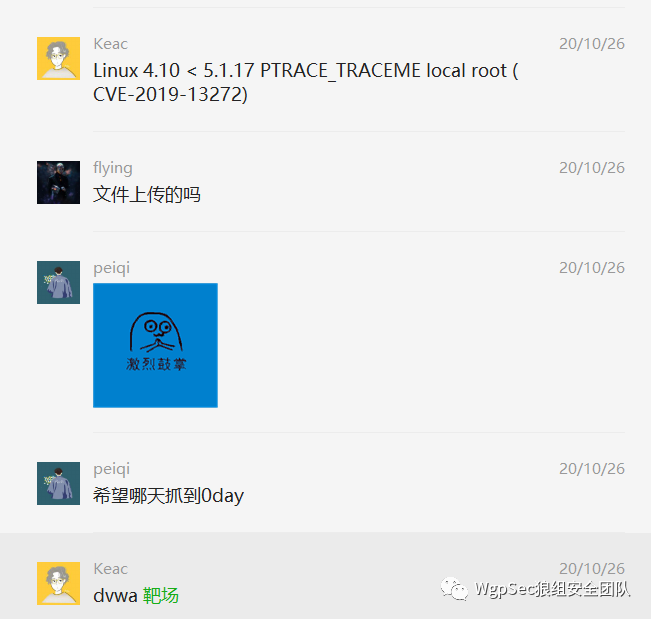 Keac
20/10/26
Linux 4.10 < 5.1.17 PTRACE_TRACEME local root (
CVE-2019-13272)
flying
20/10/26
文件上传的吗
peiqi
20/10/26
激烈鼓掌
peiqi
20/10/26
希望哪天抓到0day
Keac
20/10/26
dvwa 靶场
WgpSec狼组安全团队